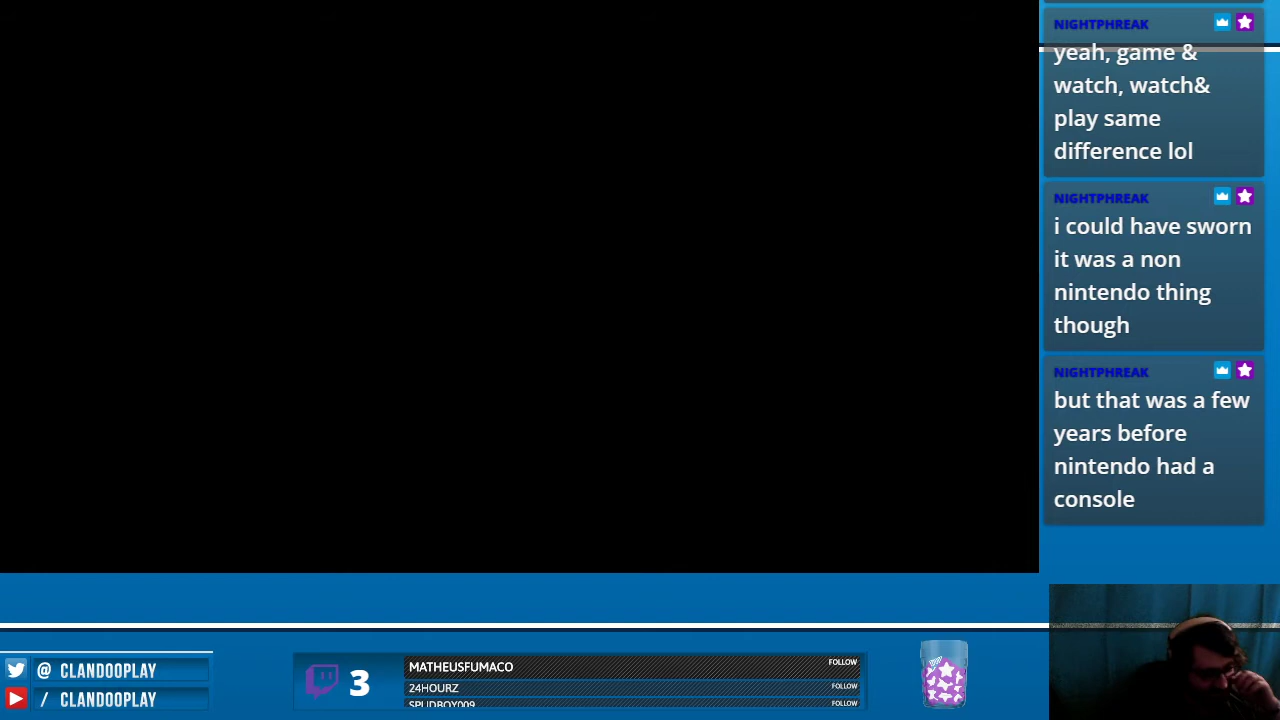 NIGHTPHREAK
yeah, game &
watch, watch&
play same
difference lol
NIGHTPHREAK
i could have sworn
it was a non
nintendo thing
though
NIGHTPHREAK
but that was a few
years before
nintendo had a
console
@ CLANDOOPLAY
/ CLANDOOPLAY
3
MATHEUSFUMACO FOLLOW
24HOURZ FOLLOW
SPUDBOY009 FOLLOW